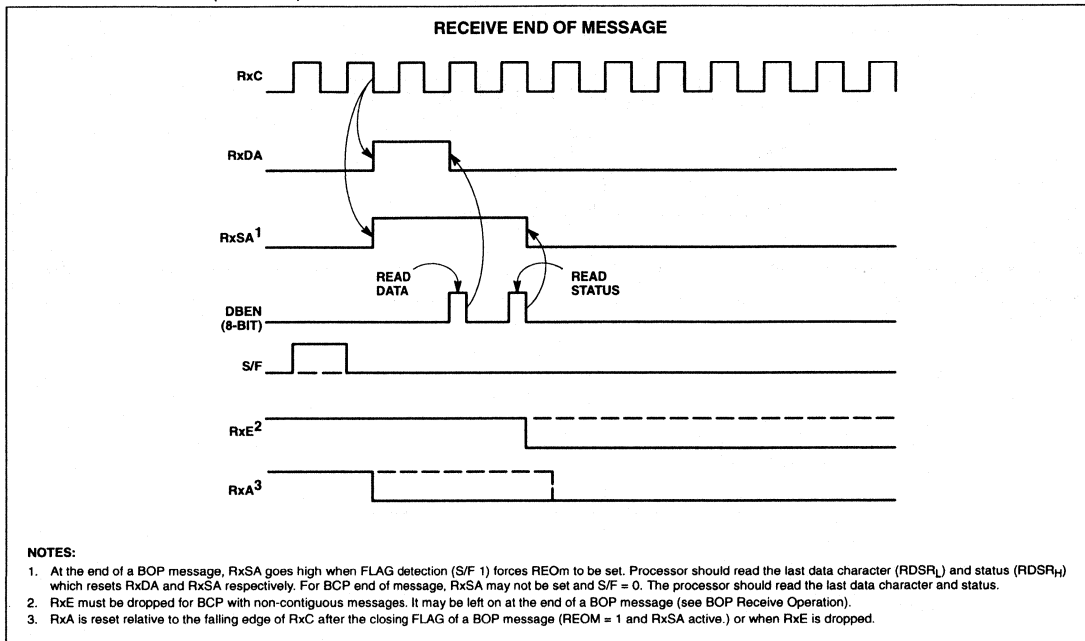 RECEIVE END OF MESSAGE
RxC
RxDA
RxSA1
READ
DATA
READ
STATUS
DBEN
(8-BIT)
S/F
RxE2
RxA3
NOTES:
1. At the end of a BOP message, RxSA goes high when FLAG detection (S/F 1) forces REOm to be set. Processor should read the last data character (RDSRL) and status (RDSRH)
which resets RxDA and RxSA respectively. For BCP end of message, RxSA may not be set and S/F = 0. The processor should read the last data character and status.
2. RxE must be dropped for BCP with non-contiguous messages. It may be left on at the end of a BOP message (see BOP Receive Operation).
3. RxA is reset relative to the falling edge of RxC after the closing FLAG of a BOP message (REOM = 1 and RxSA active.) or when RxE is dropped.